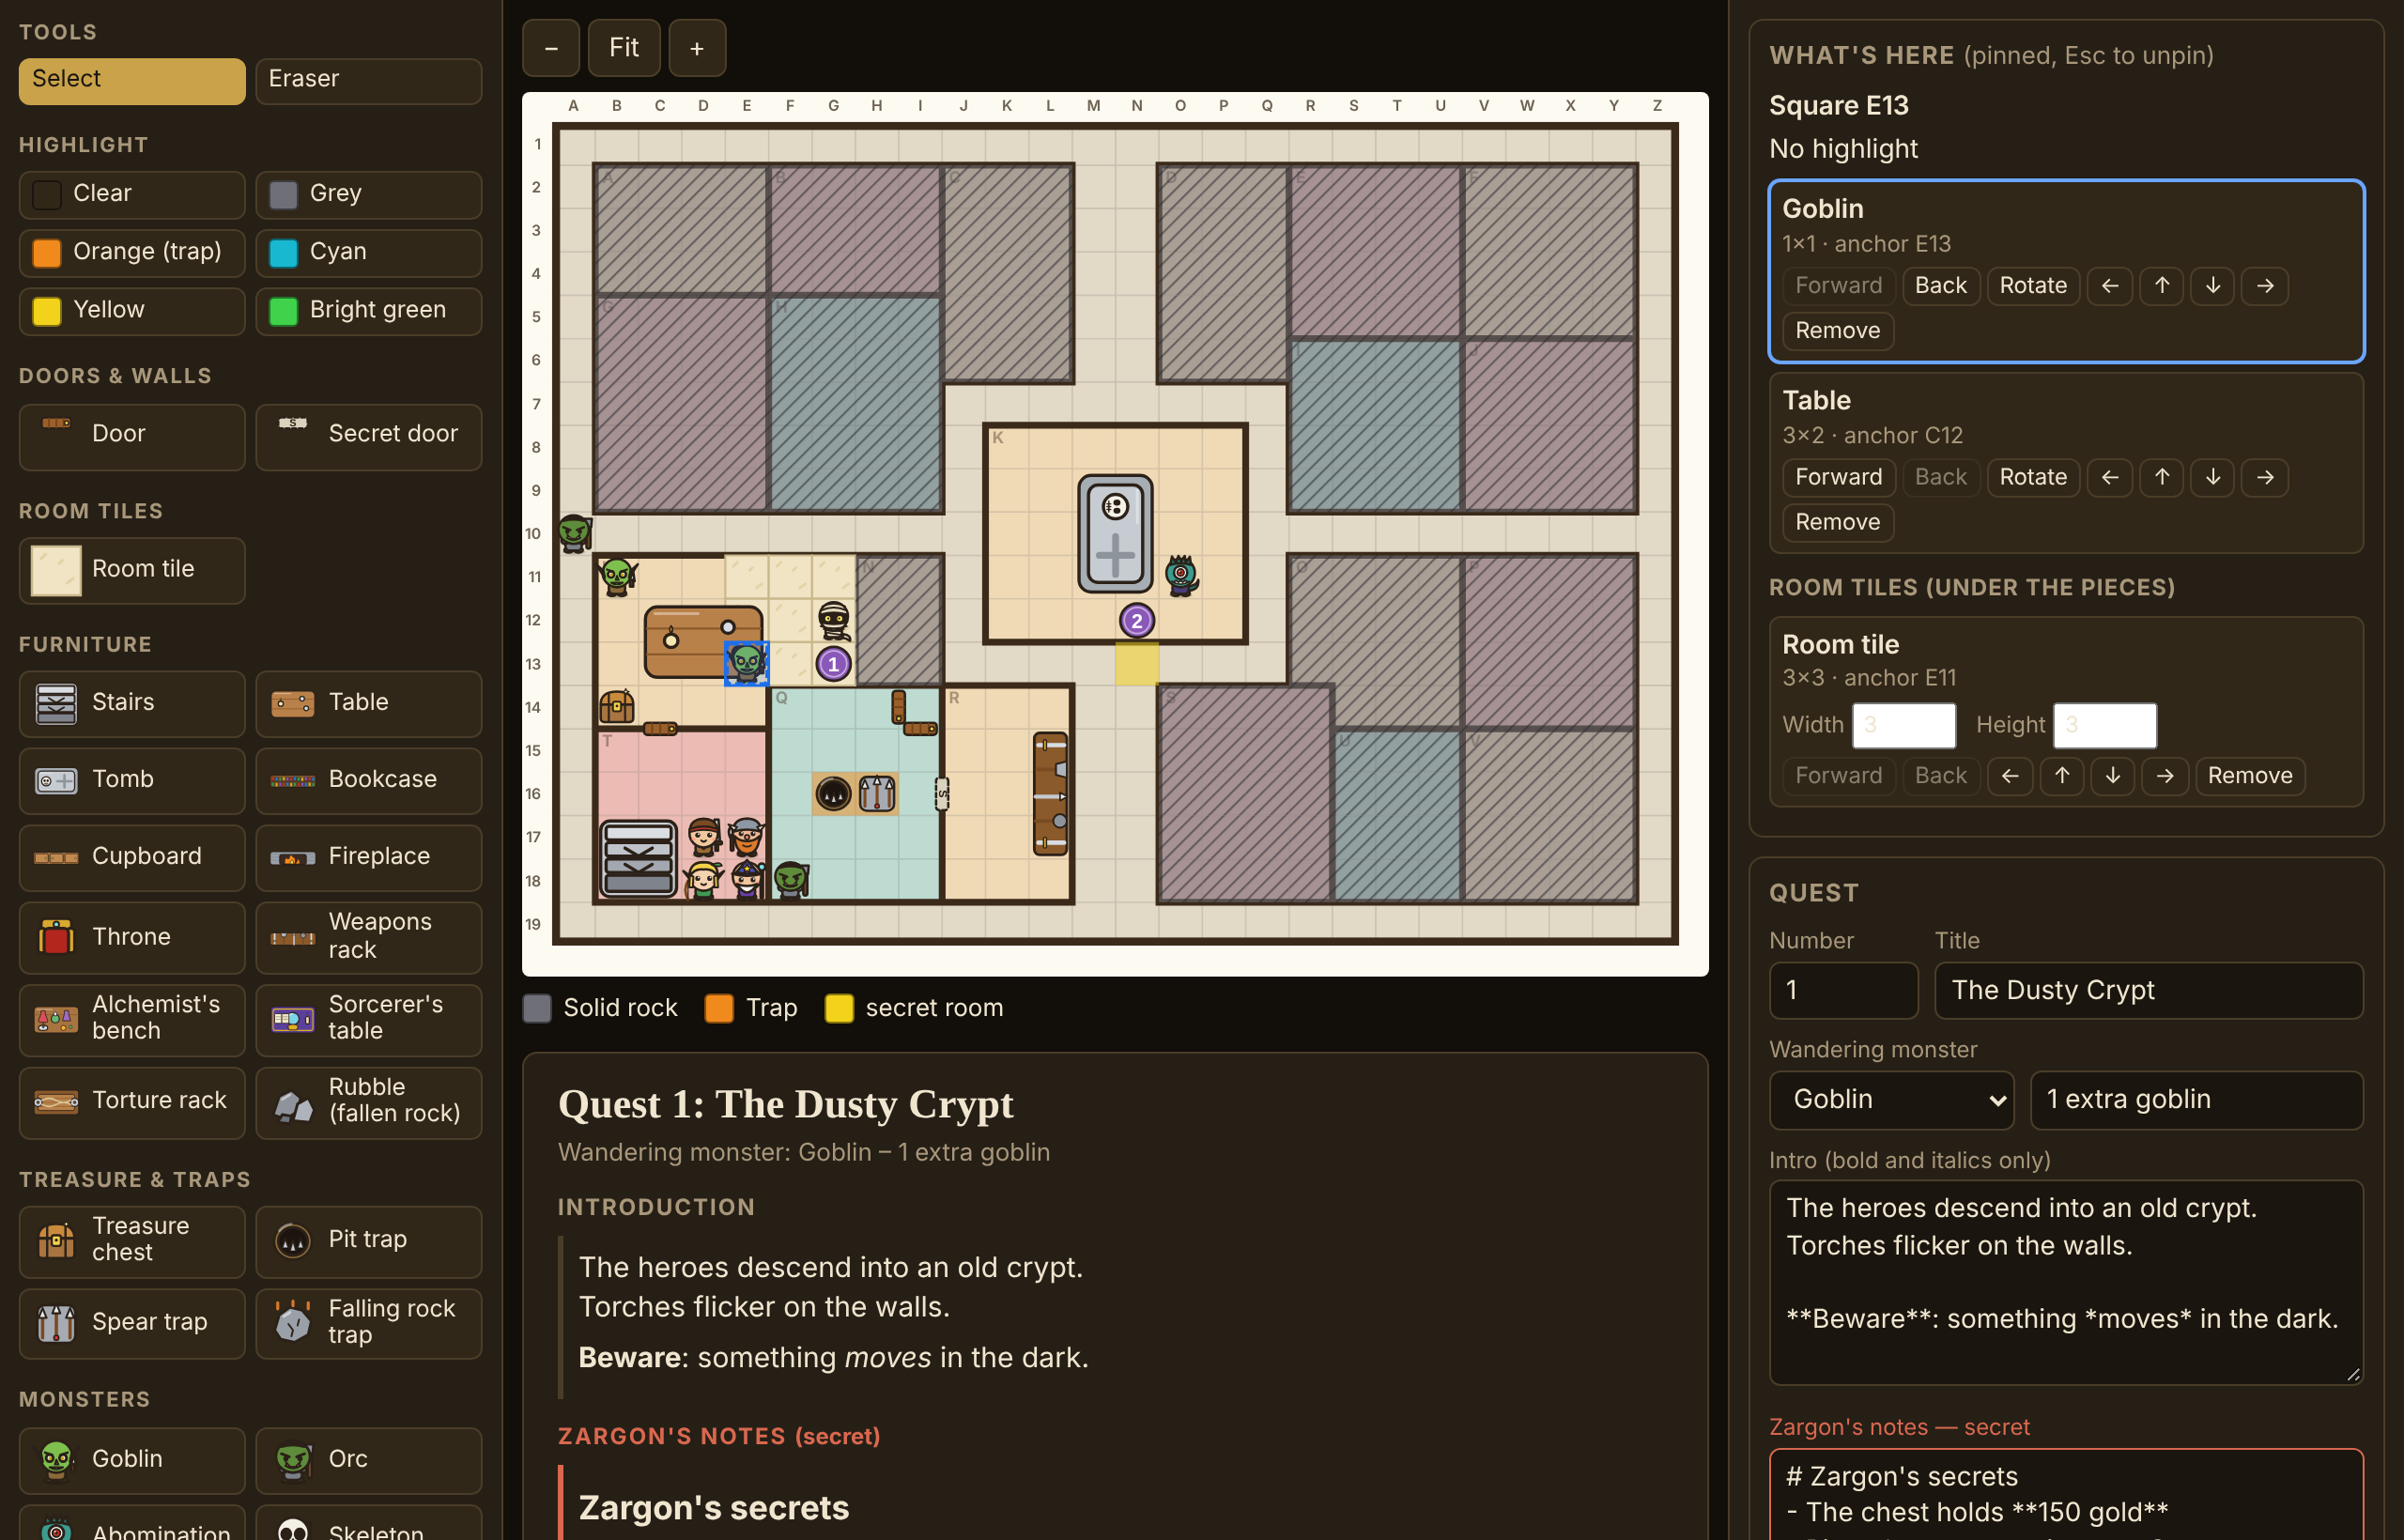 TOOLS
Select
Eraser
HIGHLIGHT
Clear
Grey
Orange (trap)
Cyan
Yellow
Bright green
DOORS & WALLS
Door
S
Secret door
ROOM TILES
Room tile
FURNITURE
Stairs
Table
Tomb
Bookcase
Cupboard
Fireplace
Throne
Weapons
rack
Alchemist's
bench
Sorcerer's
table
Torture rack
Rubble
(fallen rock)
TREASURE & TRAPS
Treasure
chest
Pit trap
Spear trap
Falling rock
trap
MONSTERS
Goblin
Orc
Abomination
Skeleton
− Fit +
A B C D E F G H I J K L M N O P Q R S T U V W X Y Z
1
2
A B C D E F
3
4
5
G H
6
I J
7
8
K
9
10
11
N O P
12
2
13
1
14
Q R S
15
T U V
16
S
17
18
19
Solid rock
Trap
secret room
Quest 1: The Dusty Crypt
Wandering monster: Goblin – 1 extra goblin
INTRODUCTION
The heroes descend into an old crypt.
Torches flicker on the walls.
Beware: something moves in the dark.
ZARGON'S NOTES (secret)
Zargon's secrets
WHAT'S HERE (pinned, Esc to unpin)
Square E13
No highlight
Goblin
1×1 · anchor E13
Forward Back Rotate ← ↑ ↓ →
Remove
Table
3×2 · anchor C12
Forward Back Rotate ← ↑ ↓ →
Remove
ROOM TILES (UNDER THE PIECES)
Room tile
3×3 · anchor E11
Width 3 Height 3
Forward Back ← ↑ ↓ → Remove
QUEST
Number
Title
1
The Dusty Crypt
Wandering monster
Goblin
1 extra goblin
Intro (bold and italics only)
The heroes descend into an old crypt.
Torches flicker on the walls.
**Beware**: something *moves* in the dark.
Zargon's notes — secret
# Zargon's secrets
- The chest holds **150 gold**